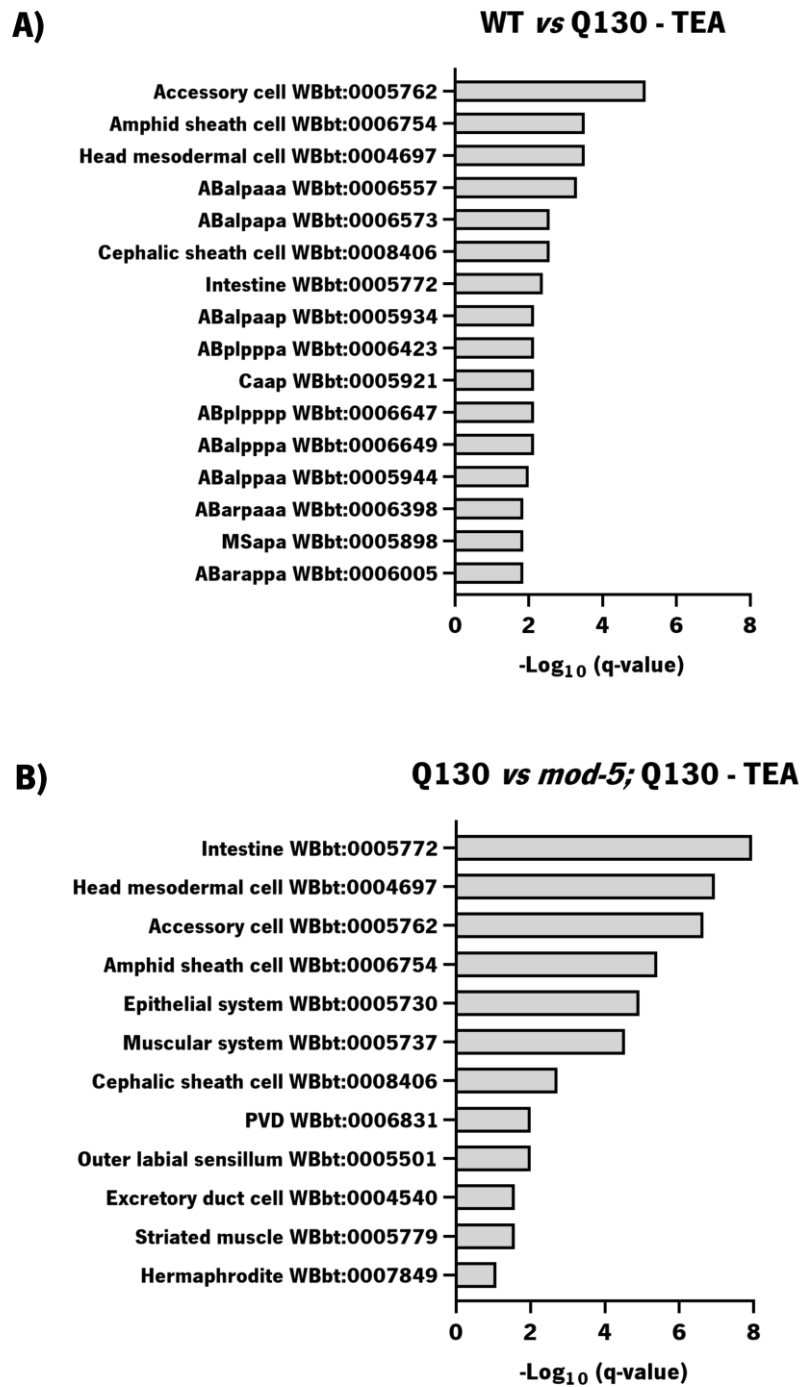 A)
WT vs Q130 - TEA
Accessory cell WBbt:0005762
Amphid sheath cell WBbt:0006754
Head mesodermal cell WBbt:0004697
ABalpaaa WBbt:0006557
ABalpapa WBbt:0006573
Cephalic sheath cell WBbt:0008406
Intestine WBbt:0005772
ABalpaap WBbt:0005934
ABplpppa WBbt:0006423
Caap WBbt:0005921
ABplpppp WBbt:0006647
ABalpppa WBbt:0006649
ABalppaa WBbt:0005944
ABarpaaa WBbt:0006398
MSapa WBbt:0005898
ABarappa WBbt:0006005
0 2 4 6 8
-Log10 (q-value)
B)
Q130 vs mod-5; Q130 - TEA
Intestine WBbt:0005772
Head mesodermal cell WBbt:0004697
Accessory cell WBbt:0005762
Amphid sheath cell WBbt:0006754
Epithelial system WBbt:0005730
Muscular system WBbt:0005737
Cephalic sheath cell WBbt:0008406
PVD WBbt:0006831
Outer labial sensillum WBbt:0005501
Excretory duct cell WBbt:0004540
Striated muscle WBbt:0005779
Hermaphrodite WBbt:0007849
0 2 4 6 8
-Log10 (q-value)